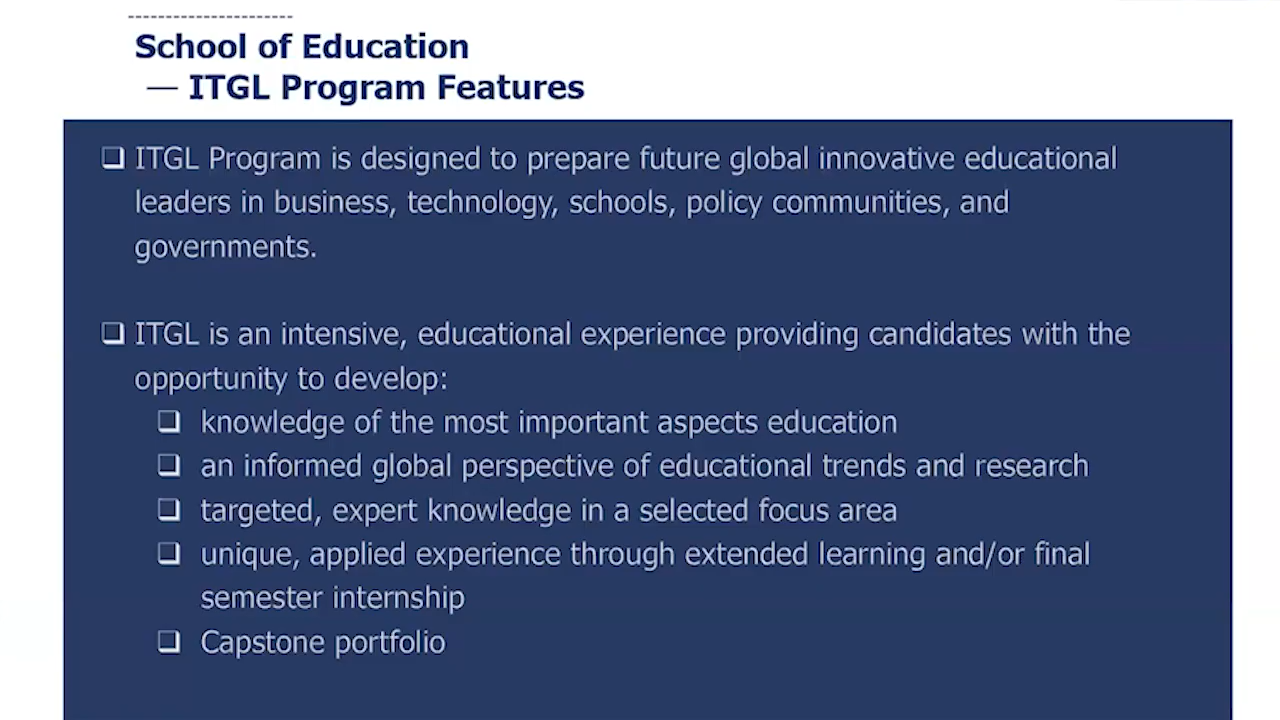 School of Education
— ITGL Program Features
❑ ITGL Program is designed to prepare future global innovative educational
leaders in business, technology, schools, policy communities, and
governments.
❑ ITGL is an intensive, educational experience providing candidates with the
opportunity to develop:
❑ knowledge of the most important aspects education
❑ an informed global perspective of educational trends and research
❑ targeted, expert knowledge in a selected focus area
❑ unique, applied experience through extended learning and/or final
semester internship
❑ Capstone portfolio